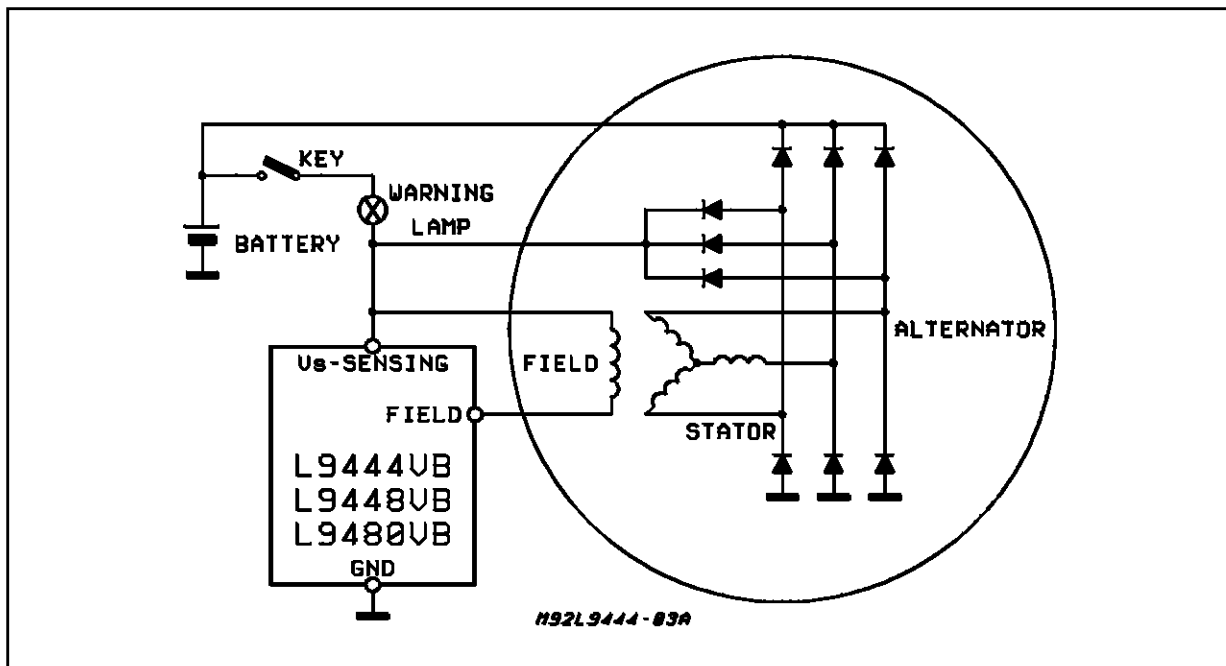 KEY
WARNING
LAMP
BATTERY
ALTERNATOR
Vs-SENSING
FIELD
FIELD
STATOR
L9444VB
L9448VB
L9480VB
GND
M92L9444-03A